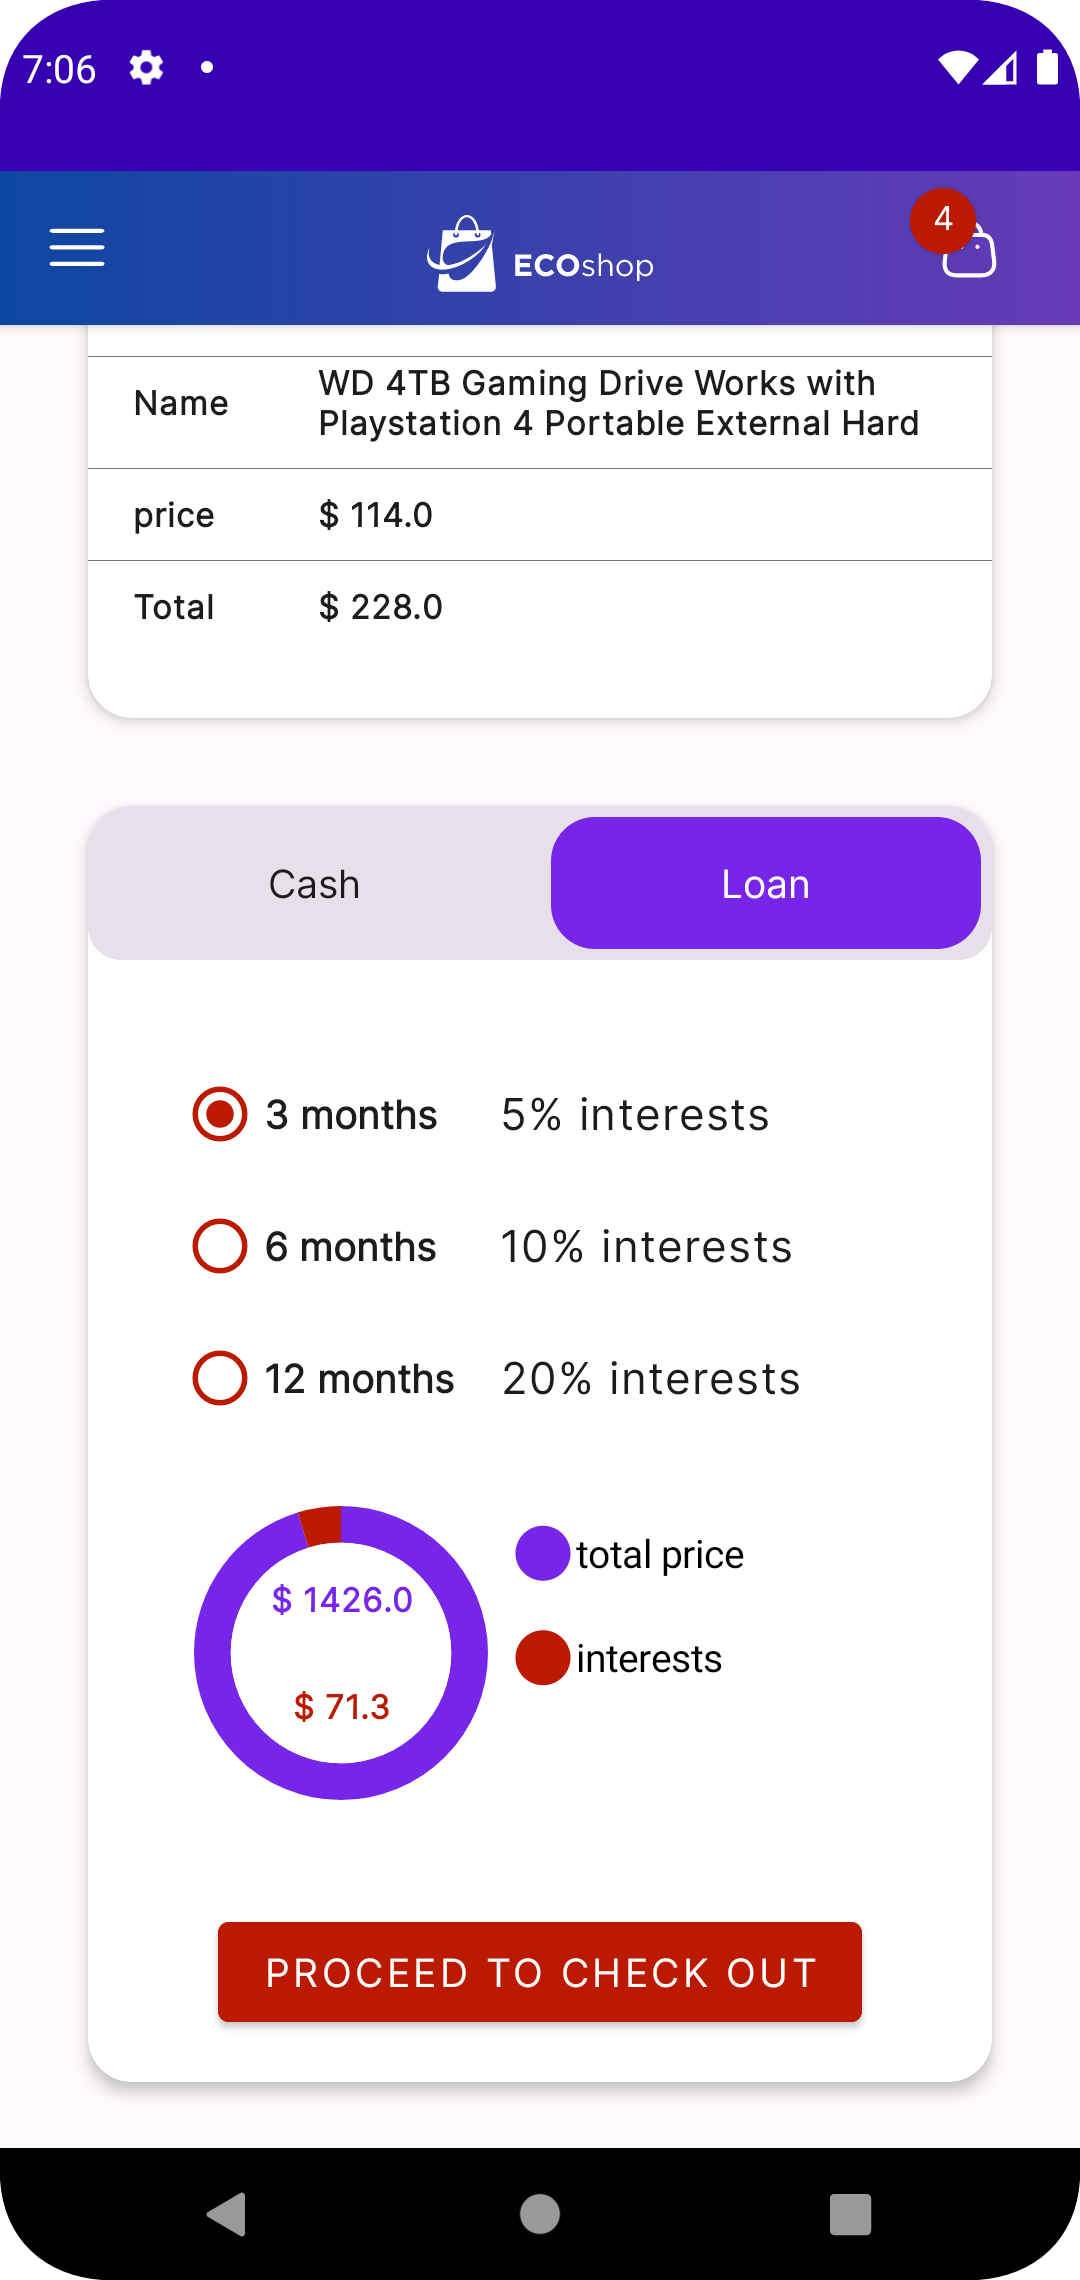 7:06
4
ECOshop
Name
WD 4TB Gaming Drive Works with
Playstation 4 Portable External Hard
price
$ 114.0
Total
$ 228.0
Cash
Loan
3 months
5% interests
6 months
10% interests
12 months
20% interests
$ 1426.0
$ 71.3
total price
interests
PROCEED TO CHECK OUT